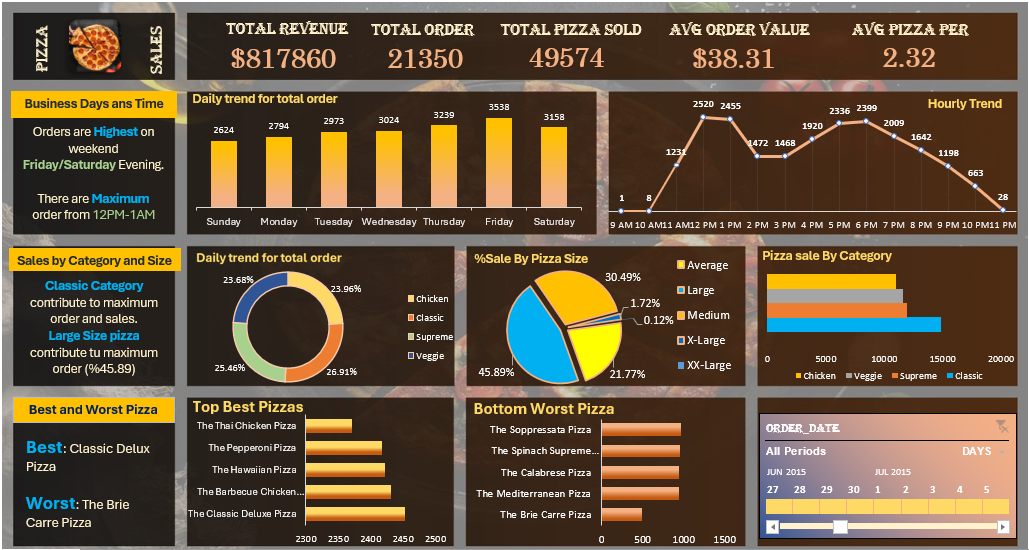 PIZZA
SALES
TOTAL REVENUE
$817860
TOTAL ORDER
21350
TOTAL PIZZA SOLD
49574
AVG ORDER VALUE
$38.31
AVG PIZZA PER
2.32
Business Days ans Time
Orders are Highest on
weekend
Friday/Saturday Evening.
There are Maximum
order from 12PM-1AM
Daily trend for total order
2624
2794
2973
3024
3239
3538
3158
Sunday
Monday
Tuesday
Wednesday
Thursday
Friday
Saturday
Hourly Trend
1
8
1231
2520
2455
1472
1468
1920
2336
2399
2009
1642
1198
663
28
9 AM
10 AM
11 AM
12 PM
1 PM
2 PM
3 PM
4 PM
5 PM
6 PM
7 PM
8 PM
9 PM
10 PM
11 PM
Sales by Category and Size
Classic Category
contribute to maximum
order and sales.
Large Size pizza
contribute tu maximum
order (%45.89)
Daily trend for total order
23.68%
23.96%
25.46%
26.91%
Chicken
Classic
Supreme
Veggie
%Sale By Pizza Size
30.49%
1.72%
0.12%
21.77%
45.89%
Average
Large
Medium
X-Large
XX-Large
Pizza sale By Category
0
5000
10000
15000
20000
Chicken
Veggie
Supreme
Classic
Best and Worst Pizza
Best: Classic Delux
Pizza
Worst: The Brie
Carre Pizza
Top Best Pizzas
The Thai Chicken Pizza
The Pepperoni Pizza
The Hawaiian Pizza
The Barbecue Chicken...
The Classic Deluxe Pizza
2300
2350
2400
2450
2500
Bottom Worst Pizza
The Soppressata Pizza
The Spinach Supreme...
The Calabrese Pizza
The Mediterranean Pizza
The Brie Carre Pizza
0
500
1000
1500
ORDER_DATE
All Periods
DAYS
JUN 2015
JUL 2015
27
28
29
30
1
2
3
4
5